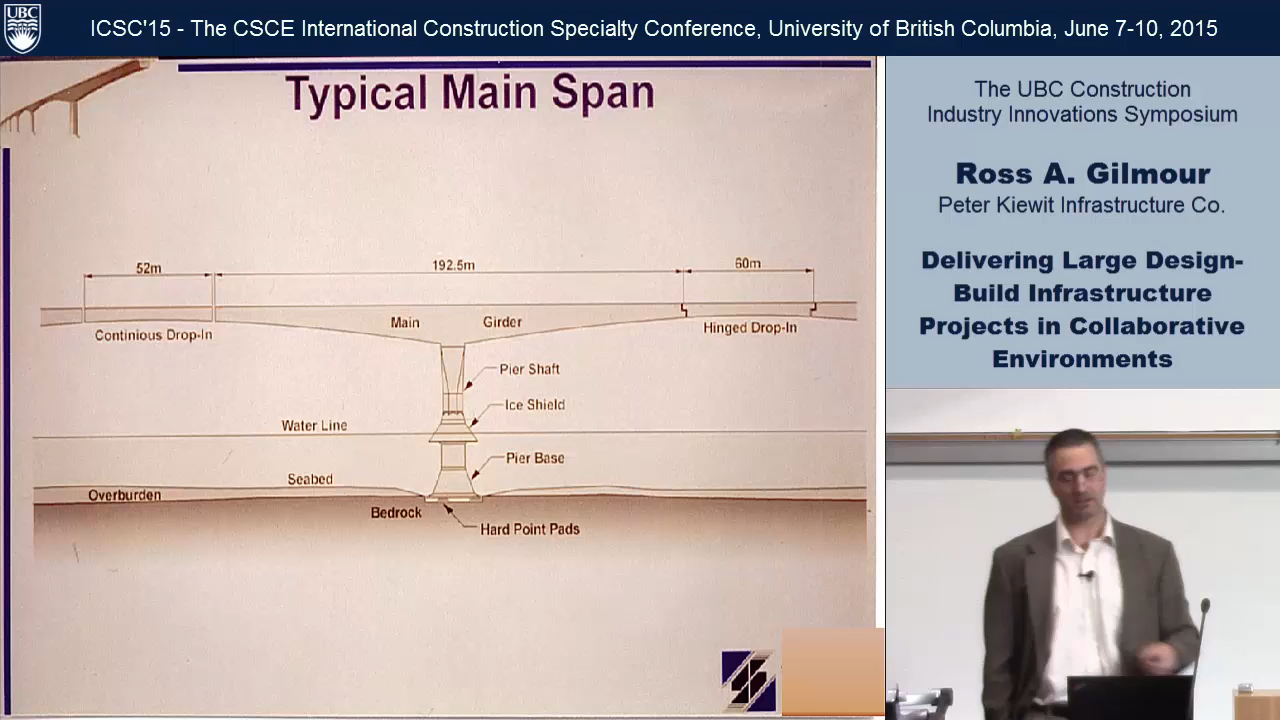 UBC
ICSC'15 - The CSCE International Construction Specialty Conference, University of British Columbia, June 7-10, 2015
Typical Main Span
52m
192.5m
60m
Continious Drop-In
Main Girder
Hinged Drop-In
Pier Shaft
Ice Shield
Water Line
Pier Base
Seabed
Overburden
Bedrock
Hard Point Pads
The UBC Construction
Industry Innovations Symposium
Ross A. Gilmour
Peter Kiewit Infrastructure Co.
Delivering Large Design-
Build Infrastructure
Projects in Collaborative
Environments